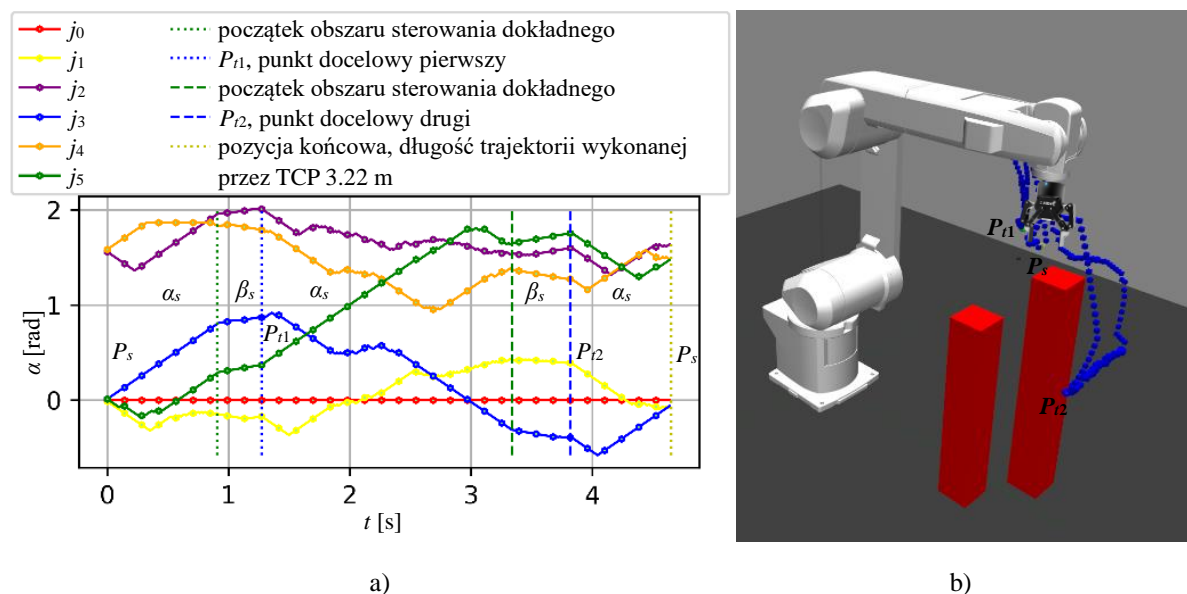 j0 początek obszaru sterowania dokładnego
j1 Pt1, punkt docelowy pierwszy
j2 początek obszaru sterowania dokładnego
j3 Pt2, punkt docelowy drugi
j4 pozycja końcowa, długość trajektorii wykonanej
j5 przez TCP 3.22 m
2
αs βs αs βs αs
1
Ps Pt1 Pt2 Ps
0
α [rad]
0 1 2 3 4
t [s]
Pt1
Ps
Pt2
a) b)